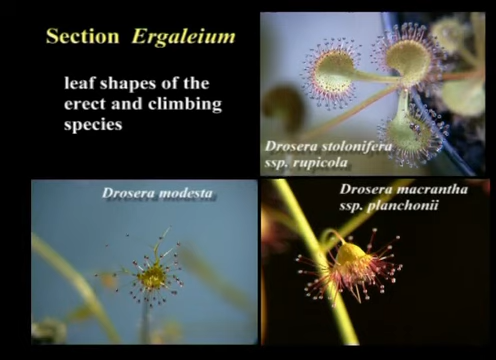 Section Ergaleium
leaf shapes of the
erect and climbing
species
Drosera stolonifera
ssp. rupicola
Drosera modesta
Drosera macrantha
ssp. planchonii